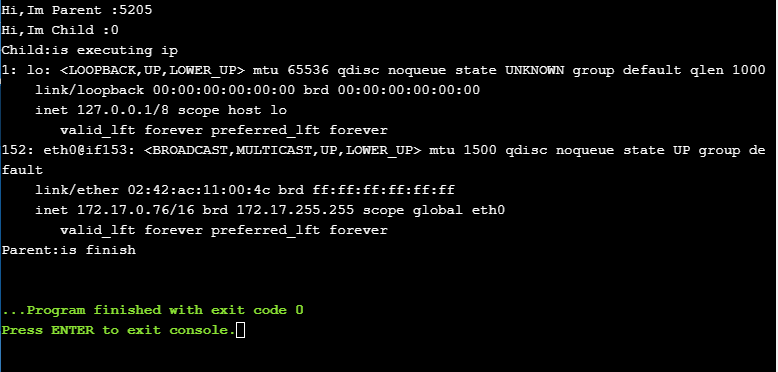 Hi,Im Parent :5205
Hi,Im Child :0
Child:is executing ip
1: lo: <LOOPBACK,UP,LOWER_UP> mtu 65536 qdisc noqueue state UNKNOWN group default qlen 1000
    link/loopback 00:00:00:00:00:00 brd 00:00:00:00:00:00
    inet 127.0.0.1/8 scope host lo
       valid_lft forever preferred_lft forever
152: eth0@if153: <BROADCAST,MULTICAST,UP,LOWER_UP> mtu 1500 qdisc noqueue state UP group de
fault
    link/ether 02:42:ac:11:00:4c brd ff:ff:ff:ff:ff:ff
    inet 172.17.0.76/16 brd 172.17.255.255 scope global eth0
       valid_lft forever preferred_lft forever
Parent:is finish
...Program finished with exit code 0
Press ENTER to exit console.